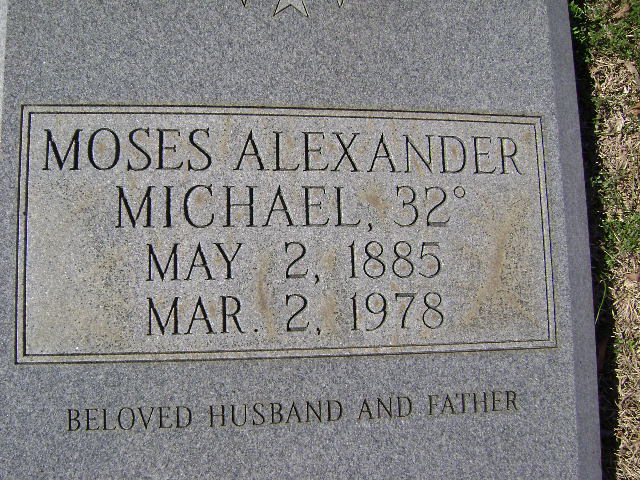 MOSES ALEXANDER
MICHAEL, 32°
MAY 2, 1885
MAR. 2, 1978
BELOVED HUSBAND AND FATHER